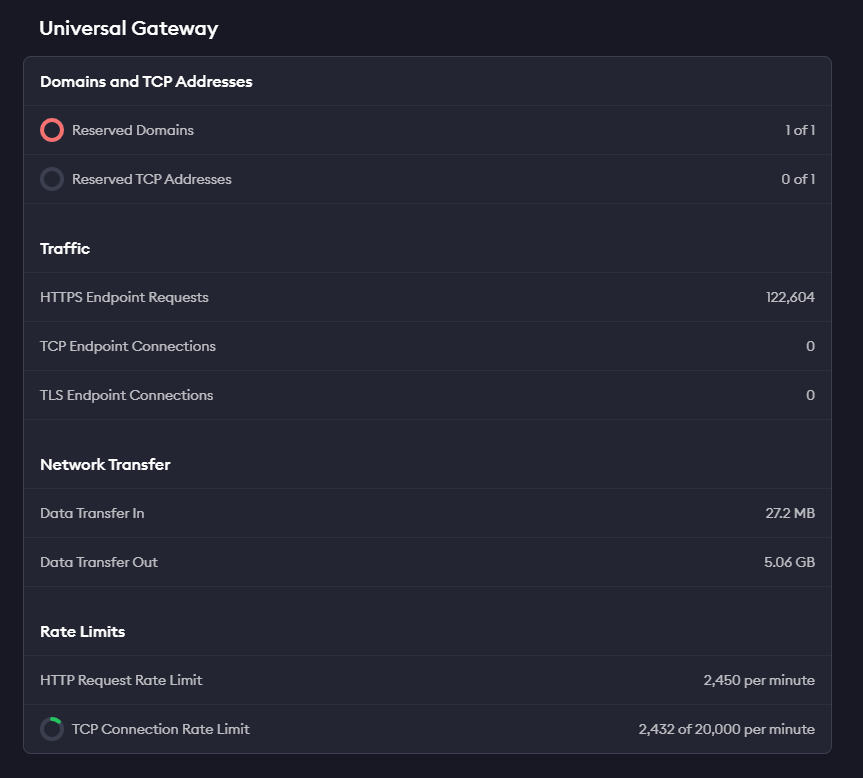 Universal Gateway
Domains and TCP Addresses
Reserved Domains 1 of 1
Reserved TCP Addresses 0 of 1
Traffic
HTTPS Endpoint Requests 122,604
TCP Endpoint Connections 0
TLS Endpoint Connections 0
Network Transfer
Data Transfer In 27.2 MB
Data Transfer Out 5.06 GB
Rate Limits
HTTP Request Rate Limit 2,450 per minute
TCP Connection Rate Limit 2,432 of 20,000 per minute